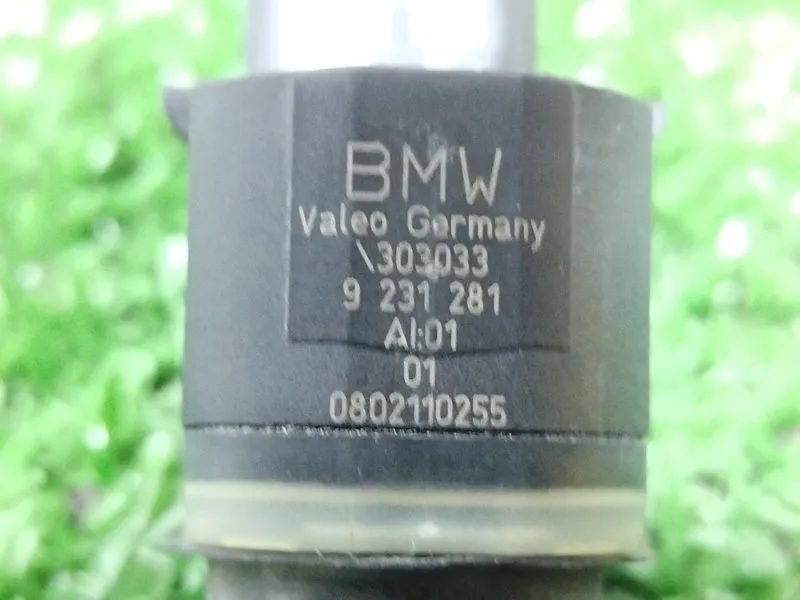 BMW
Valeo Germany
\303033
9 231 281
AI:01
01
0802110255